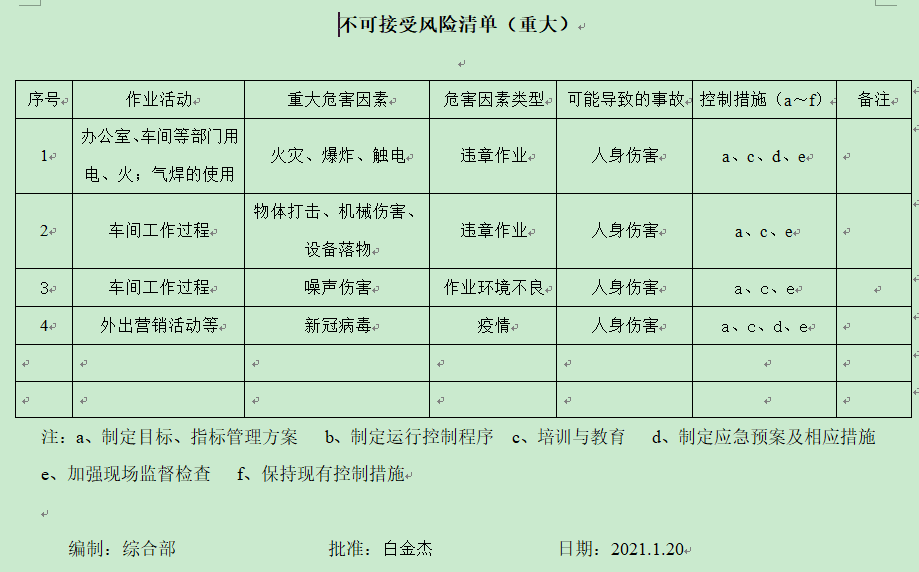 不可接受风险清单（重大）
序号 作业活动 重大危害因素 危害因素类型 可能导致的事故 控制措施（a～f） 备注
1 办公室、车间等部门用电、火；气焊的使用 火灾、爆炸、触电 违章作业 人身伤害 a、c、d、e
2 车间工作过程 物体打击、机械伤害、设备落物 违章作业 人身伤害 a、c、e
3 车间工作过程 噪声伤害 作业环境不良 人身伤害 a、c、e
4 外出营销活动等 新冠病毒 疫情 人身伤害 a、c、d、e
注：a、制定目标、指标管理方案 b、制定运行控制程序 c、培训与教育 d、制定应急预案及相应措施
e、加强现场监督检查 f、保持现有控制措施
编制：综合部 批准：白金杰 日期：2021.1.20